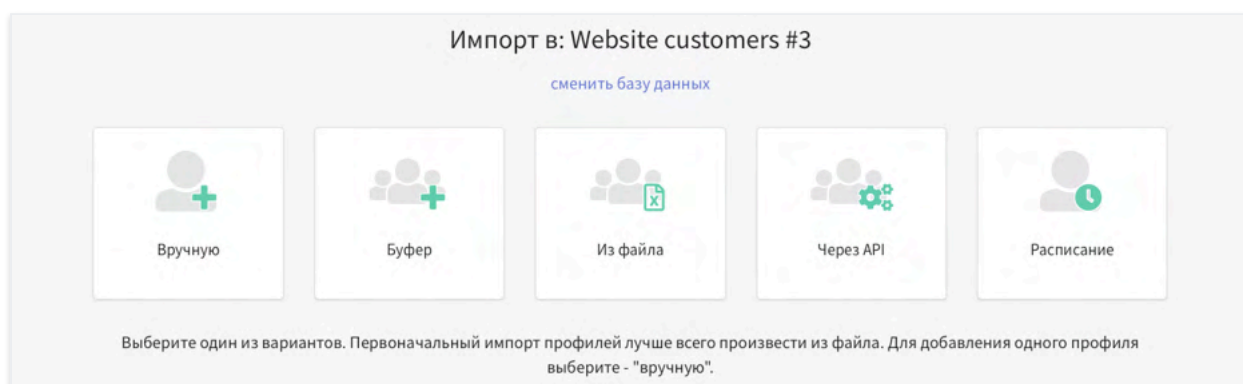 Импорт в: Website customers #3
сменить базу данных
Вручную
Буфер
Из файла
Через API
Расписание
Выберите один из вариантов. Первоначальный импорт профилей лучше всего произвести из файла. Для добавления одного профиля
выберите - "вручную".